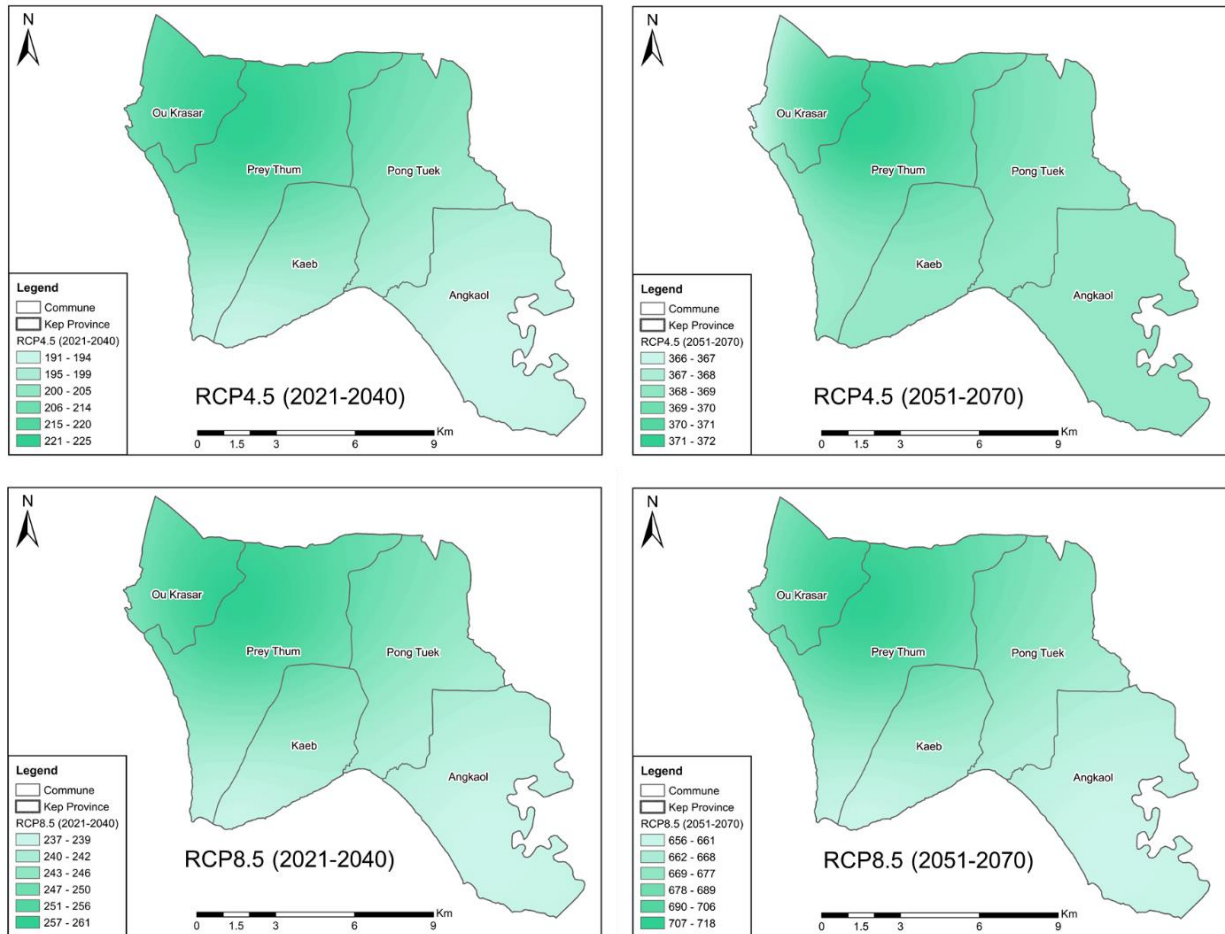 N
Ou Krasar
Prey Thum
Pong Tuek
Kaeb
Angkaol
Legend
Commune
Kep Province
RCP4.5 (2021-2040)
191 - 194
195 - 199
200 - 205
206 - 214
215 - 220
221 - 225
RCP4.5 (2021-2040)
Km
0 1.5 3 6 9
N
Ou Krasar
Prey Thum
Pong Tuek
Kaeb
Angkaol
Legend
Commune
Kep Province
RCP4.5 (2051-2070)
366 - 367
367 - 368
368 - 369
369 - 370
370 - 371
371 - 372
RCP4.5 (2051-2070)
Km
0 1.5 3 6 9
N
Ou Krasar
Prey Thum
Pong Tuek
Kaeb
Angkaol
Legend
Commune
Kep Province
RCP8.5 (2021-2040)
237 - 239
240 - 242
243 - 246
247 - 250
251 - 256
257 - 261
RCP8.5 (2021-2040)
Km
0 1.5 3 6 9
N
Ou Krasar
Prey Thum
Pong Tuek
Kaeb
Angkaol
Legend
Commune
Kep Province
RCP8.5 (2051-2070)
656 - 661
662 - 668
669 - 677
678 - 689
690 - 706
707 - 718
RCP8.5 (2051-2070)
Km
0 1.5 3 6 9